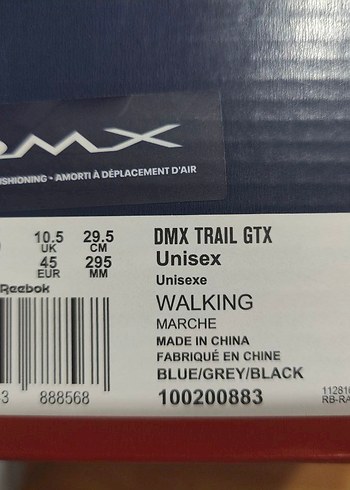 DMX
CUSHIONING • AMORTI À DÉPLACEMENT D'AIR
10.5 29.5
UK CM
45 295
EUR MM
Reebok
888568
DMX TRAIL GTX
Unisex
Unisexe
WALKING
MARCHE
MADE IN CHINA
FABRIQUÉ EN CHINE
BLUE/GREY/BLACK
100200883